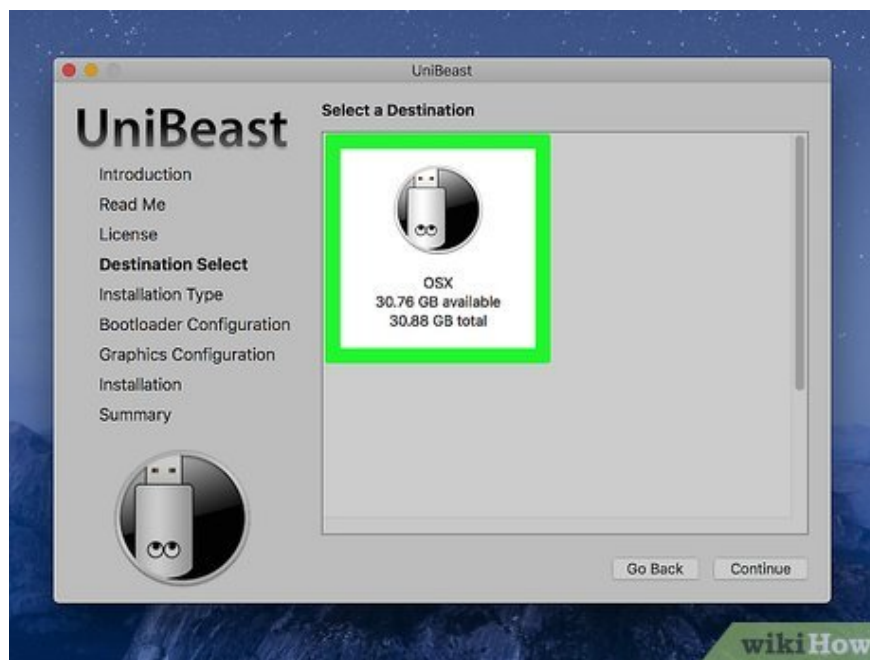 UniBeast
UniBeast
Introduction
Read Me
License
Destination Select
Installation Type
Bootloader Configuration
Graphics Configuration
Installation
Summary
Select a Destination
OSX
30.76 GB available
30.88 GB total
Go Back
Continue
wikiHow